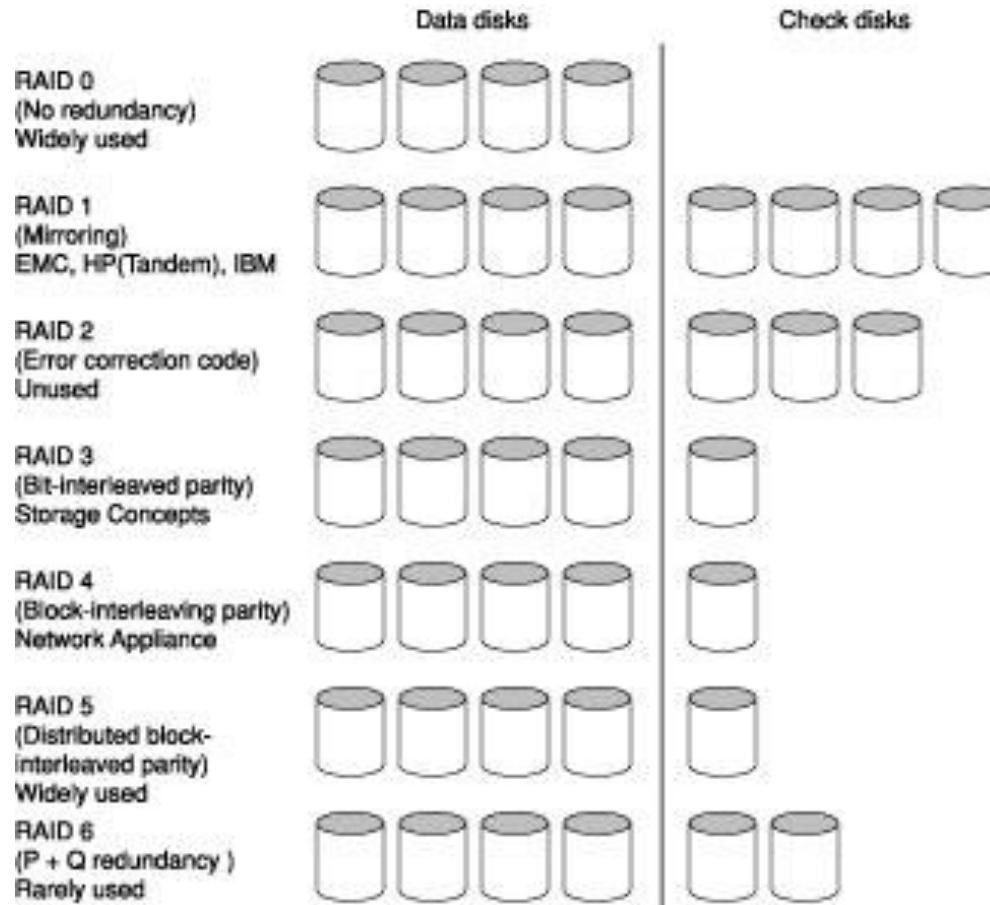 Data disks
Check disks
RAID 0
(No redundancy)
Widely used
RAID 1
(Mirroring)
EMC, HP(Tandem), IBM
RAID 2
(Error correction code)
Unused
RAID 3
(Bit-interleaved parity)
Storage Concepts
RAID 4
(Block-interleaving parity)
Network Appliance
RAID 5
(Distributed block-
interleaved parity)
Widely used
RAID 6
(P + Q redundancy )
Rarely used